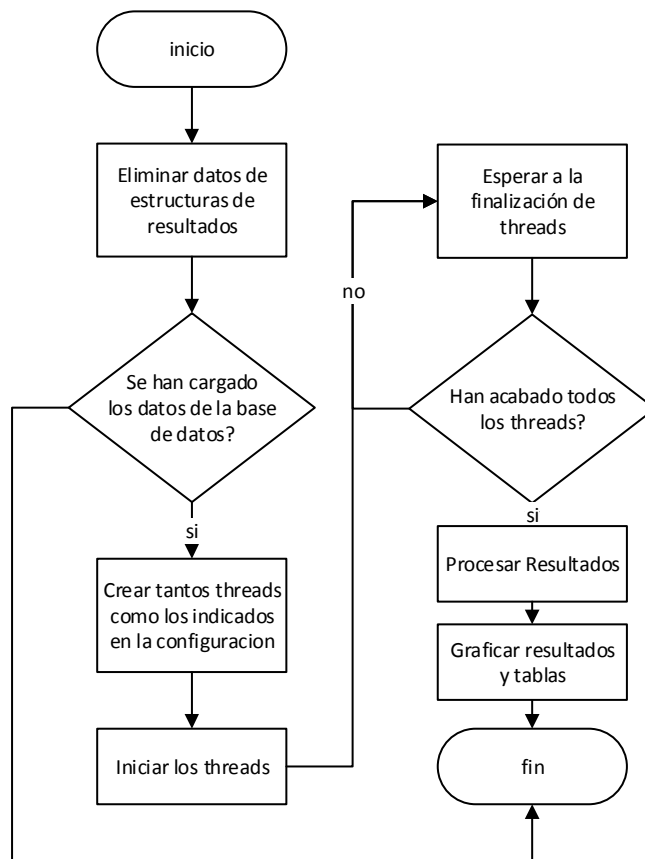 inicio
Eliminar datos de
estructuras de
resultados
Se han cargado
los datos de la base
de datos?
si
Crear tantos threads
como los indicados
en la configuracion
Iniciar los threads
Esperar a la
finalización de
threads
no
Han acabado todos
los threads?
si
Procesar Resultados
Graficar resultados
y tablas
fin